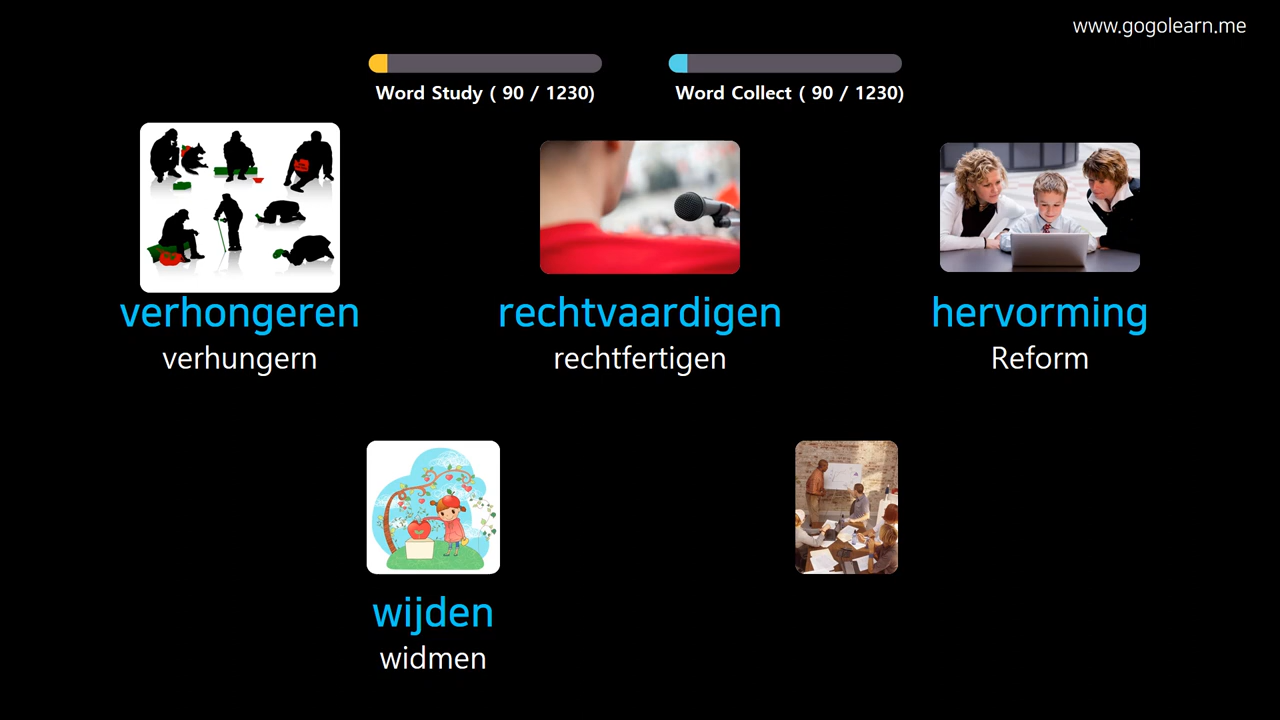 www.gogolearn.me
Word Study ( 90 / 1230)
Word Collect ( 90 / 1230)
verhongeren
verhungern
rechtvaardigen
rechtfertigen
hervorming
Reform
wijden
widmen